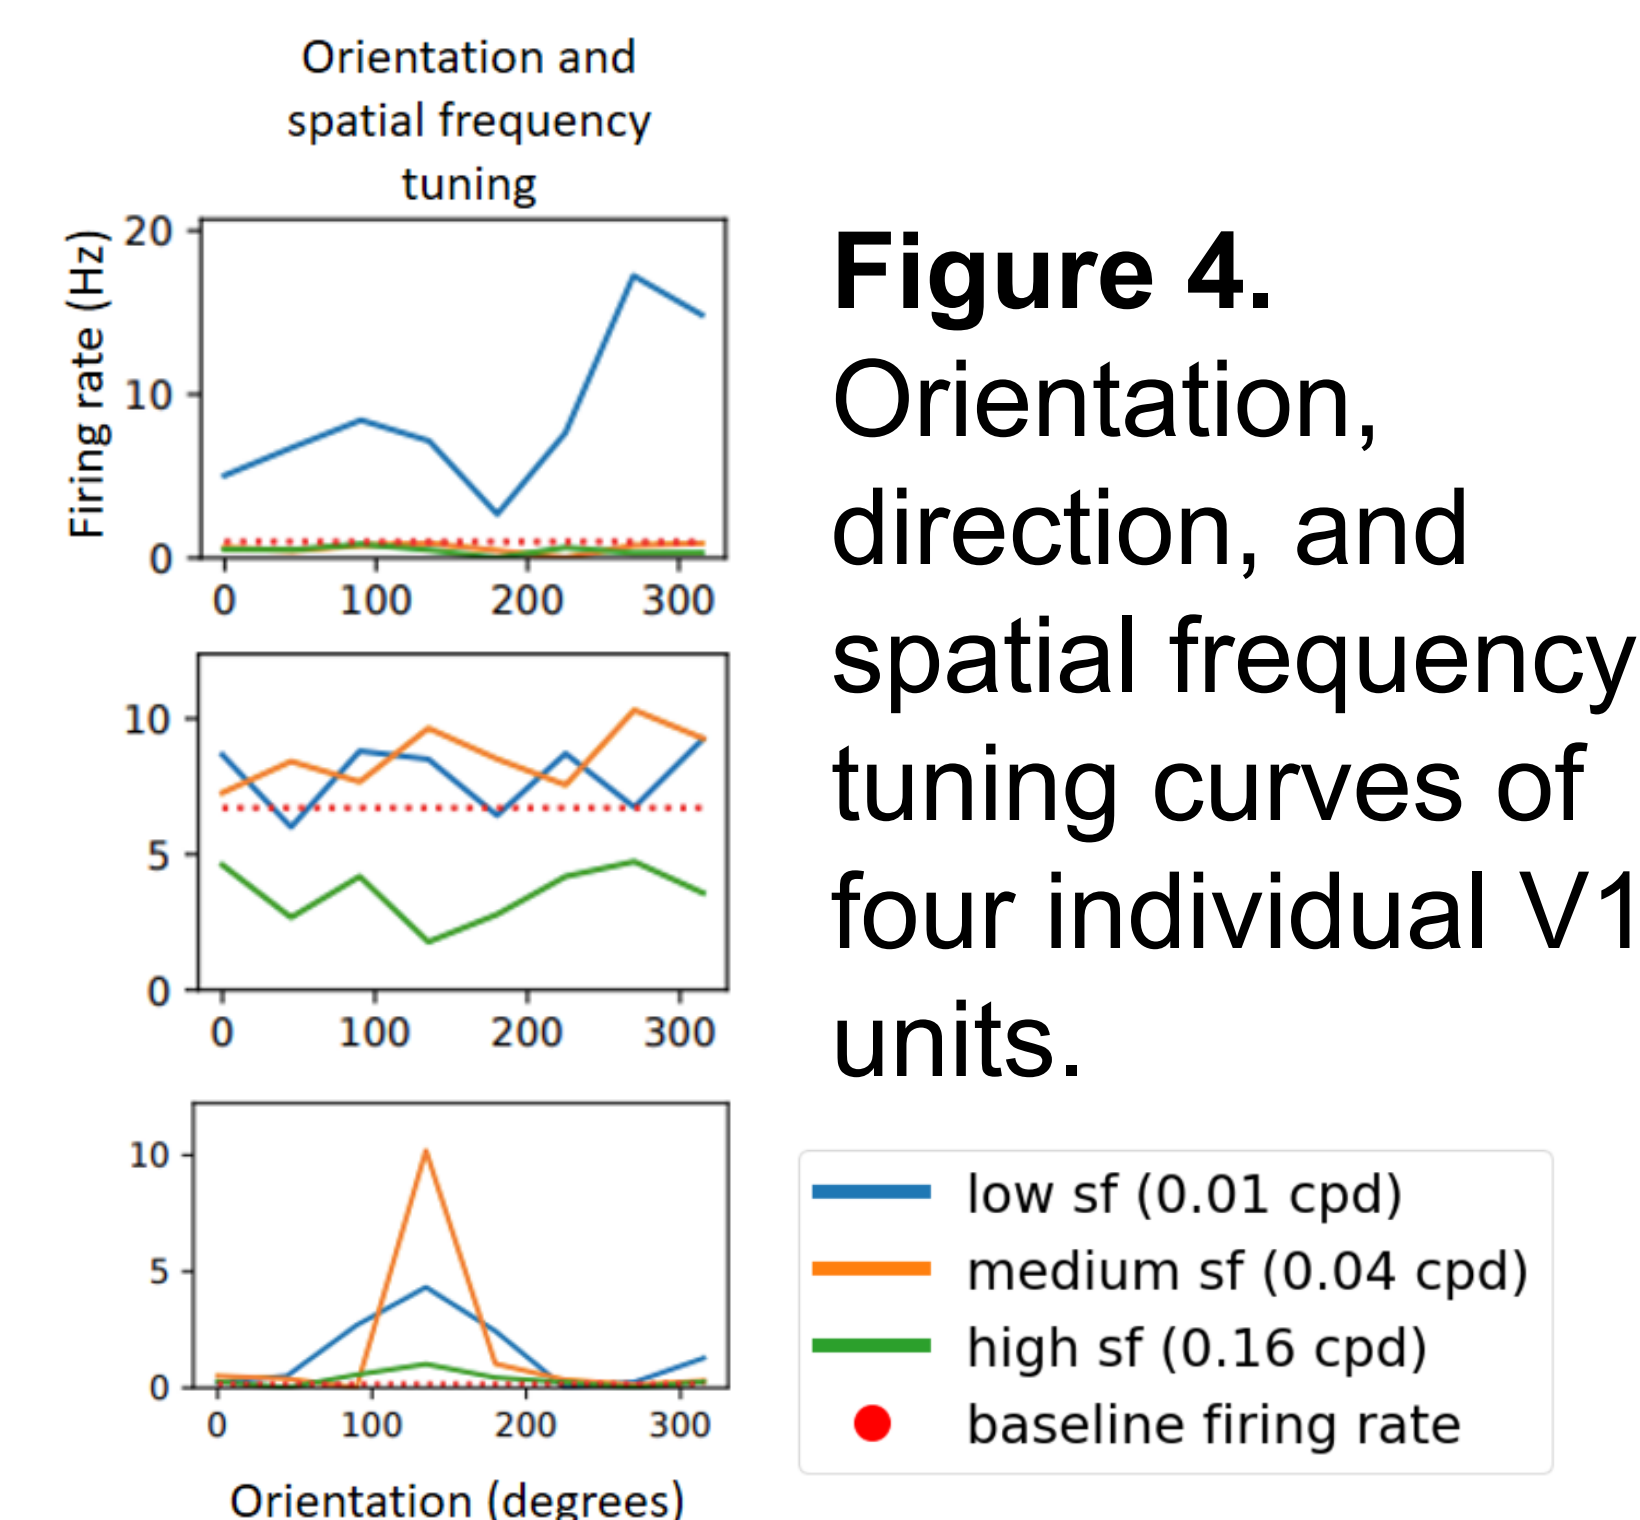 Orientation and
spatial frequency
tuning
Firing rate (Hz)
20
10
0
0 100 200 300
10
5
0
0 100 200 300
10
5
0
0 100 200 300
Orientation (degrees)
Figure 4.
Orientation,
direction, and
spatial frequency
tuning curves of
four individual V1
units.
low sf (0.01 cpd)
medium sf (0.04 cpd)
high sf (0.16 cpd)
baseline firing rate